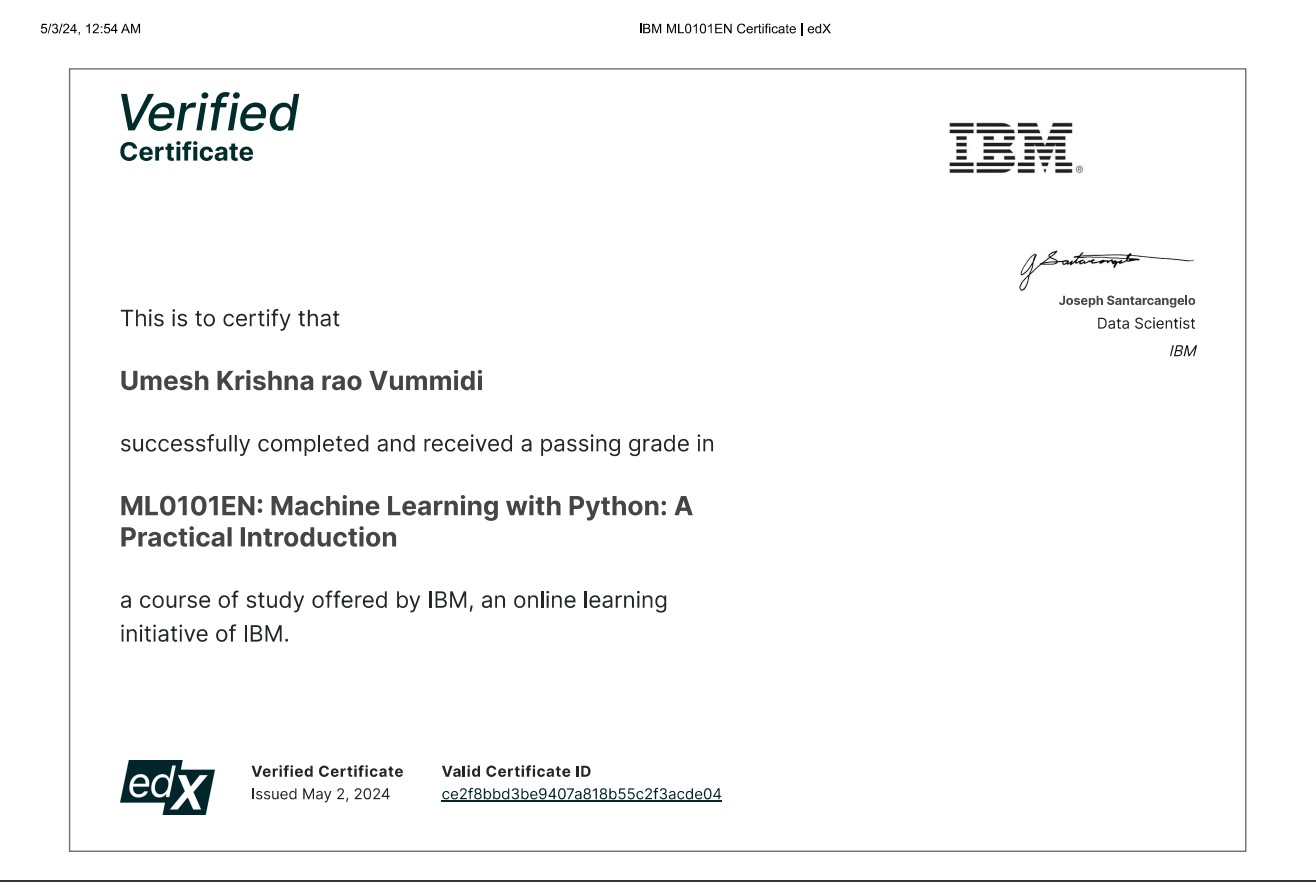 5/3/24, 12:54 AM
IBM ML0101EN Certificate | edX
Verified
Certificate
IBM®
Joseph Santarcangelo
Data Scientist
IBM
This is to certify that
Umesh Krishna rao Vummidi
successfully completed and received a passing grade in
ML0101EN: Machine Learning with Python: A
Practical Introduction
a course of study offered by IBM, an online learning
initiative of IBM.
edX
Verified Certificate
Issued May 2, 2024
Valid Certificate ID
ce2f8bbd3be9407a818b55c2f3acde04